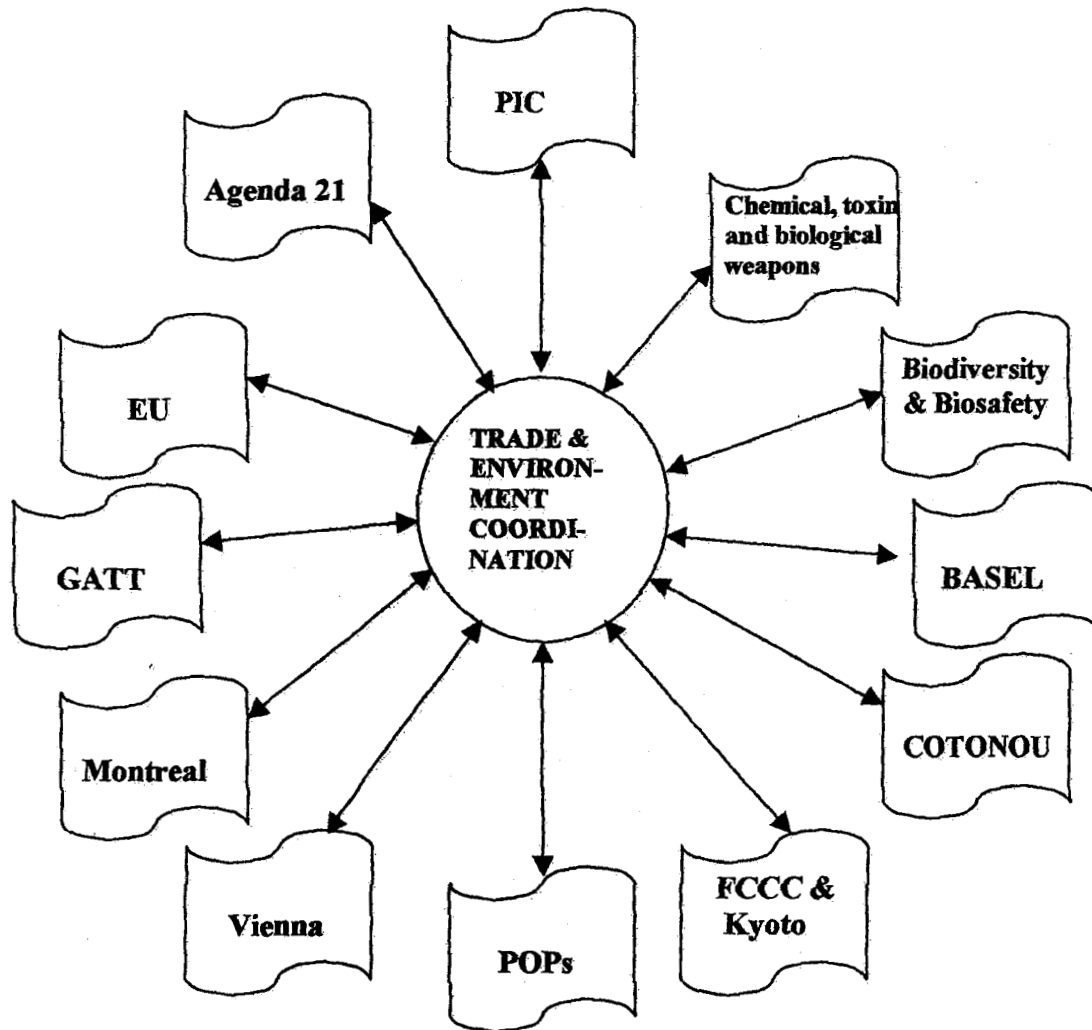 PIC
Agenda 21
Chemical, toxin
and biological
weapons
EU
Biodiversity
& Biosafety
TRADE &
ENVIRON-
MENT
COORDI-
NATION
GATT
BASEL
Montreal
COTONOU
Vienna
POPs
FCCC &
Kyoto